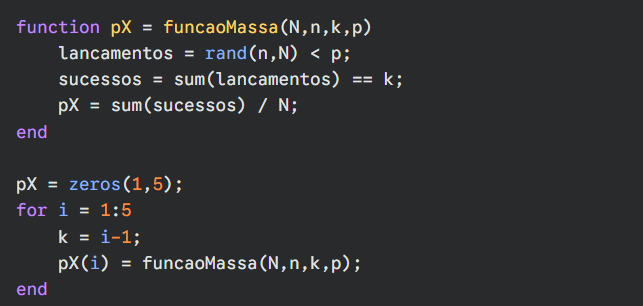 function pX = funcaoMassa(N,n,k,p)
    lancamentos = rand(n,N) < p;
    sucessos = sum(lancamentos) == k;
    pX = sum(sucessos) / N;
end

pX = zeros(1,5);
for i = 1:5
    k = i-1;
    pX(i) = funcaoMassa(N,n,k,p);
end